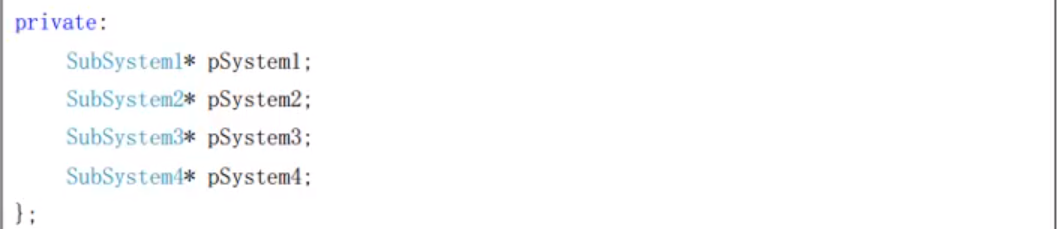 private:
SubSystem1* pSystem1;
SubSystem2* pSystem2;
SubSystem3* pSystem3;
SubSystem4* pSystem4;
};